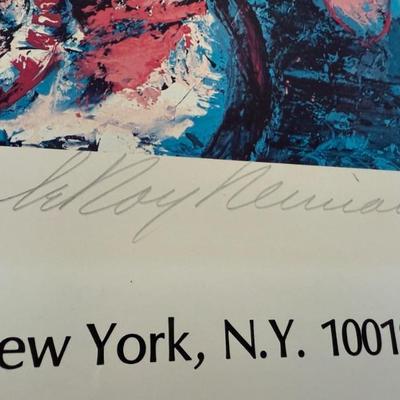 LeRoy Neiman
ew York, N.Y. 1001